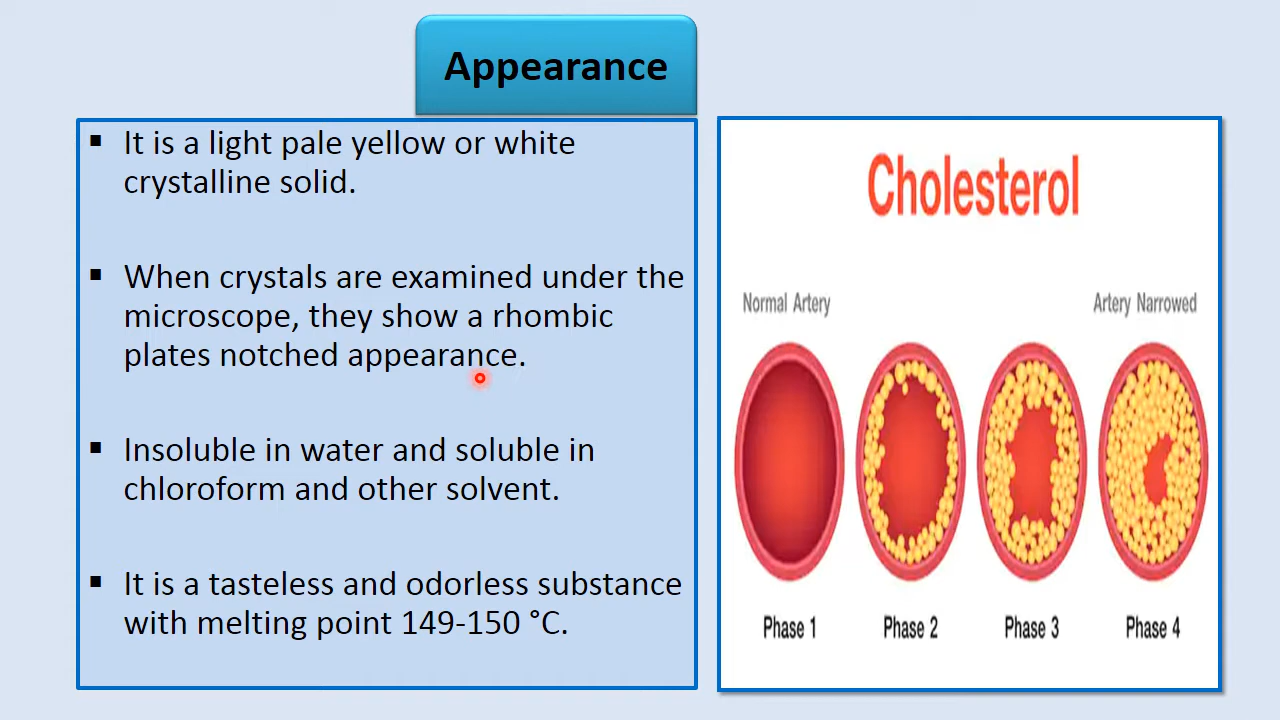 Appearance
▪ It is a light pale yellow or white
crystalline solid.
▪ When crystals are examined under the
microscope, they show a rhombic
plates notched appearance.
▪ Insoluble in water and soluble in
chloroform and other solvent.
▪ It is a tasteless and odorless substance
with melting point 149-150 °C.
Cholesterol
Normal Artery
Artery Narrowed
Phase 1
Phase 2
Phase 3
Phase 4